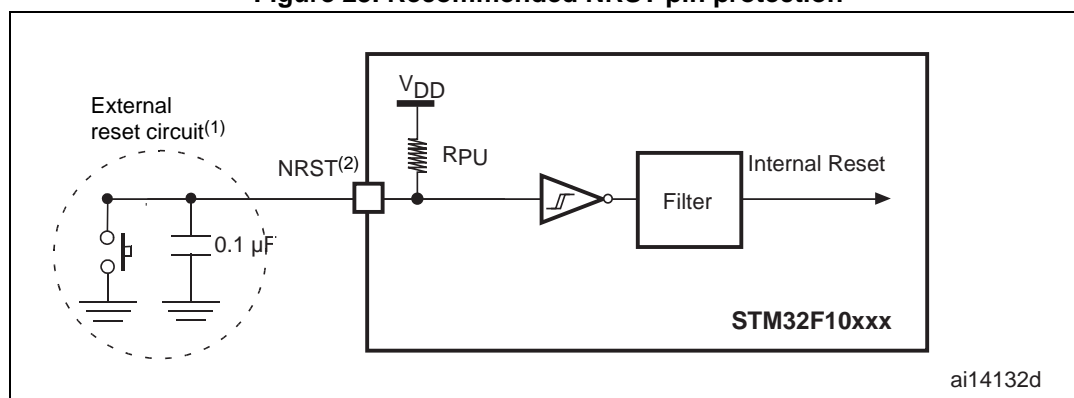 Figure 29. Recommended NRST pin protection
External
reset circuit(1)
VDD
NRST(2)
RPU
Internal Reset
Filter
0.1 µF
STM32F10xxx
ai14132d